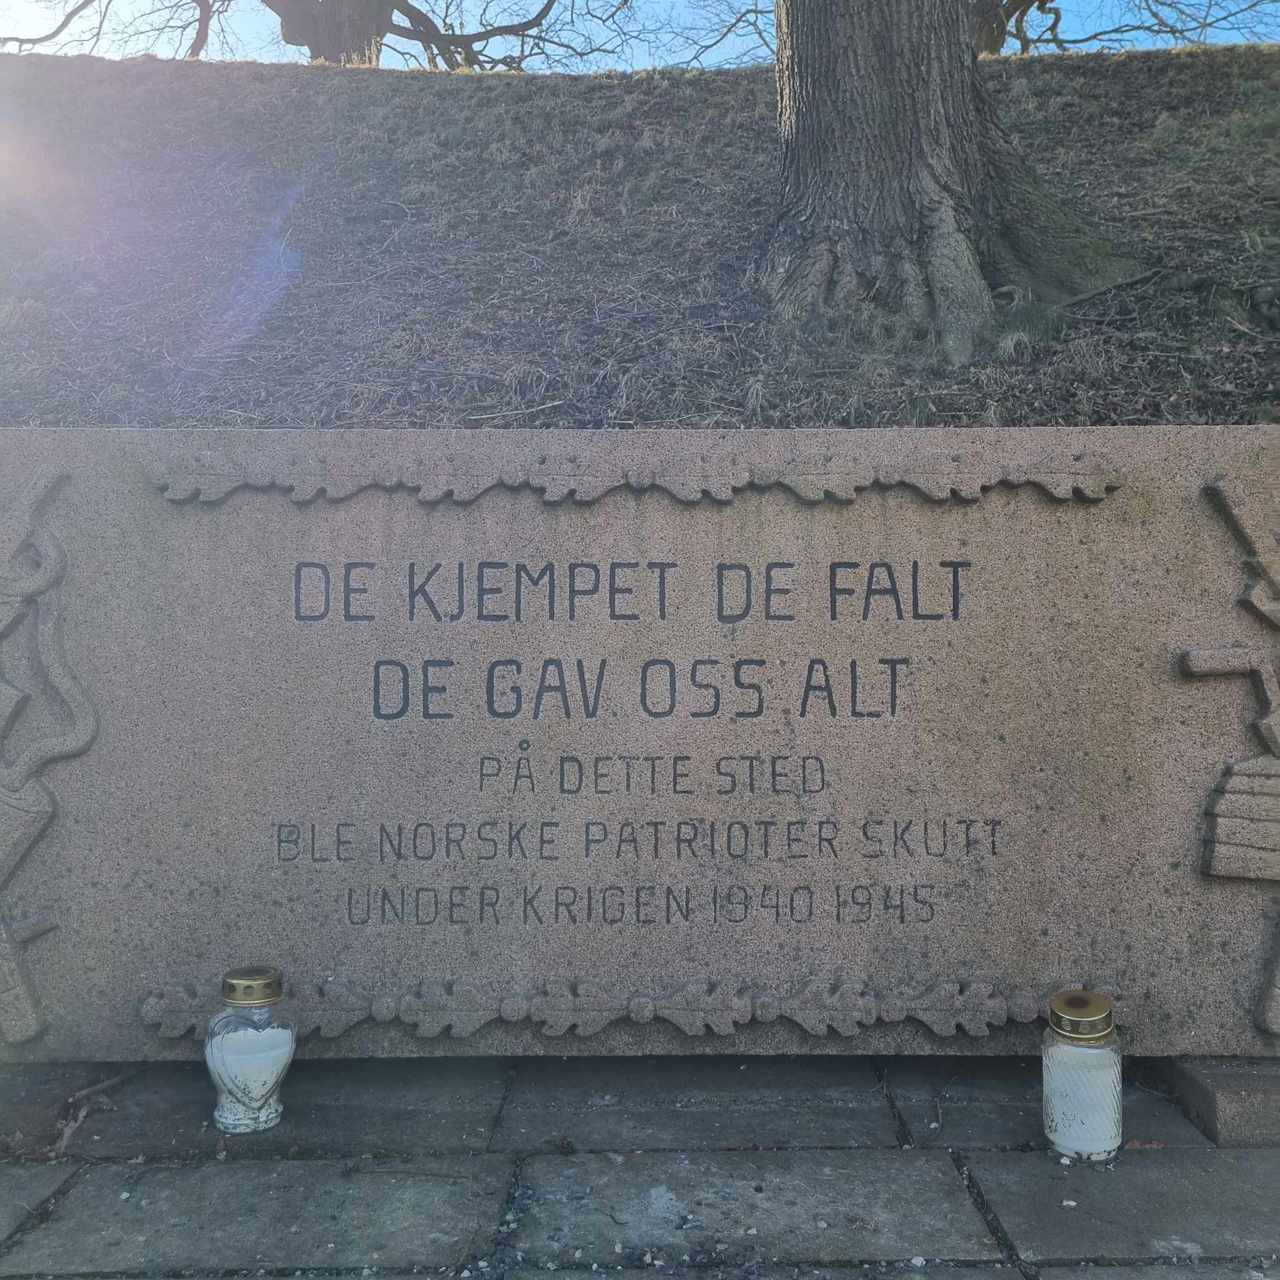 DE KJEMPET DE FALT
DE GAV OSS ALT
PÅ DETTE STED
BLE NORSKE PATRIOTER SKUTT
UNDER KRIGEN 1940 1945